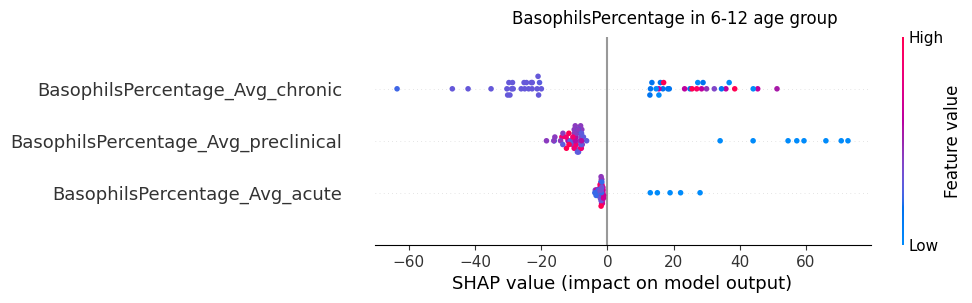 BasophilsPercentage in 6-12 age group
High
BasophilsPercentage_Avg_chronic
BasophilsPercentage_Avg_preclinical
BasophilsPercentage_Avg_acute
Feature value
Low
−60 −40 −20 0 20 40 60
SHAP value (impact on model output)